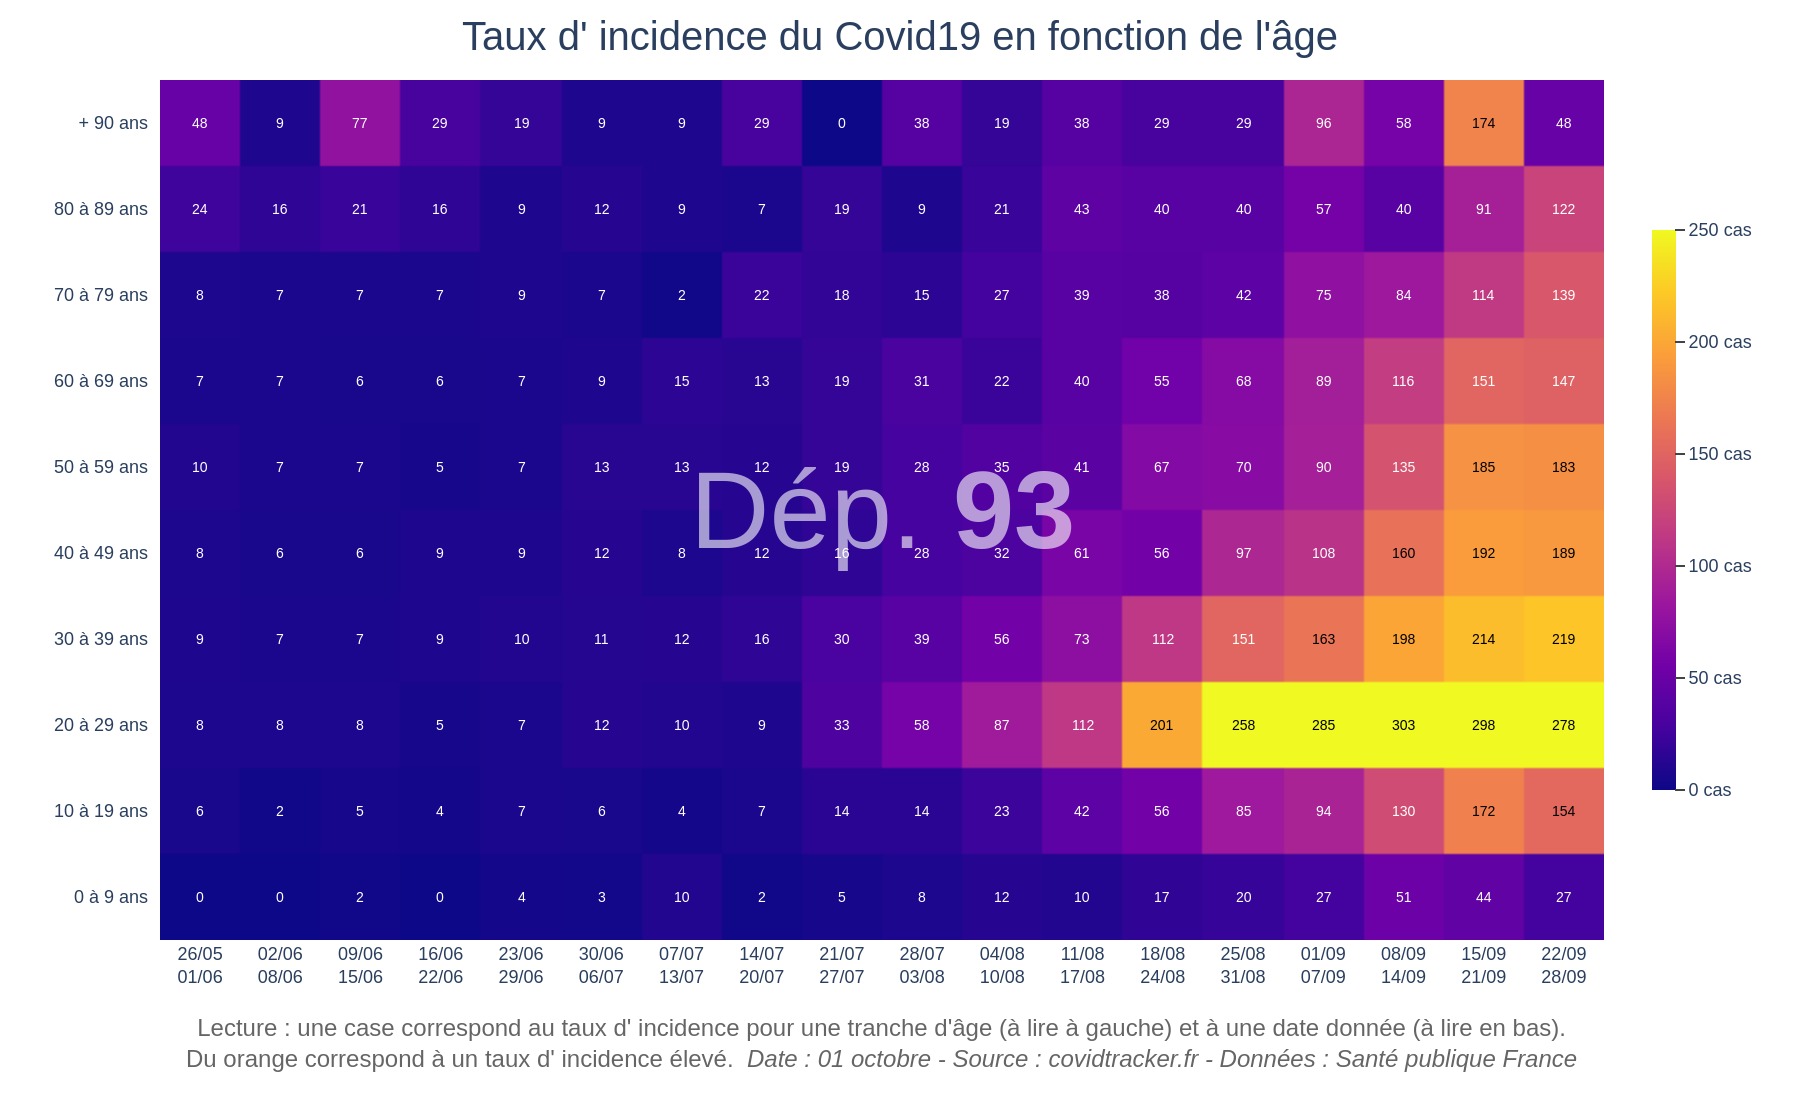 Taux d' incidence du Covid19 en fonction de l'âge
+ 90 ans 48 9 77 29 19 9 9 29 0 38 19 38 29 29 96 58 174 48
80 à 89 ans 24 16 21 16 9 12 9 7 19 9 21 43 40 40 57 40 91 122
70 à 79 ans 8 7 7 7 9 7 2 22 18 15 27 39 38 42 75 84 114 139
60 à 69 ans 7 7 6 6 7 9 15 13 19 31 22 40 55 68 89 116 151 147
50 à 59 ans 10 7 7 5 7 13 13 12 19 28 35 41 67 70 90 135 185 183
Dép. 93
40 à 49 ans 8 6 6 9 9 12 8 12 16 28 32 61 56 97 108 160 192 189
30 à 39 ans 9 7 7 9 10 11 12 16 30 39 56 73 112 151 163 198 214 219
20 à 29 ans 8 8 8 5 7 12 10 9 33 58 87 112 201 258 285 303 298 278
10 à 19 ans 6 2 5 4 7 6 4 7 14 14 23 42 56 85 94 130 172 154
0 à 9 ans 0 0 2 0 4 3 10 2 5 8 12 10 17 20 27 51 44 27
26/05 02/06 09/06 16/06 23/06 30/06 07/07 14/07 21/07 28/07 04/08 11/08 18/08 25/08 01/09 08/09 15/09 22/09
01/06 08/06 15/06 22/06 29/06 06/07 13/07 20/07 27/07 03/08 10/08 17/08 24/08 31/08 07/09 14/09 21/09 28/09
250 cas
200 cas
150 cas
100 cas
50 cas
0 cas
Lecture : une case correspond au taux d' incidence pour une tranche d'âge (à lire à gauche) et à une date donnée (à lire en bas).
Du orange correspond à un taux d' incidence élevé. Date : 01 octobre - Source : covidtracker.fr - Données : Santé publique France